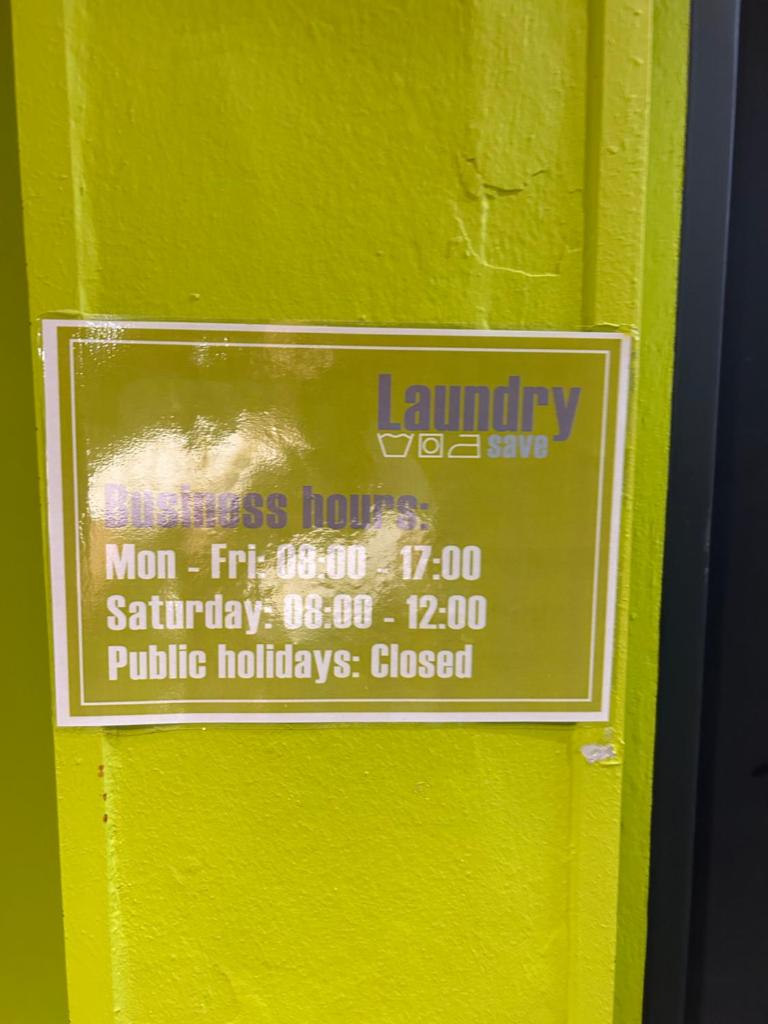 Laundry
save
Business hours:
Mon - Fri: 08:00 - 17:00
Saturday: 08:00 - 12:00
Public holidays: Closed